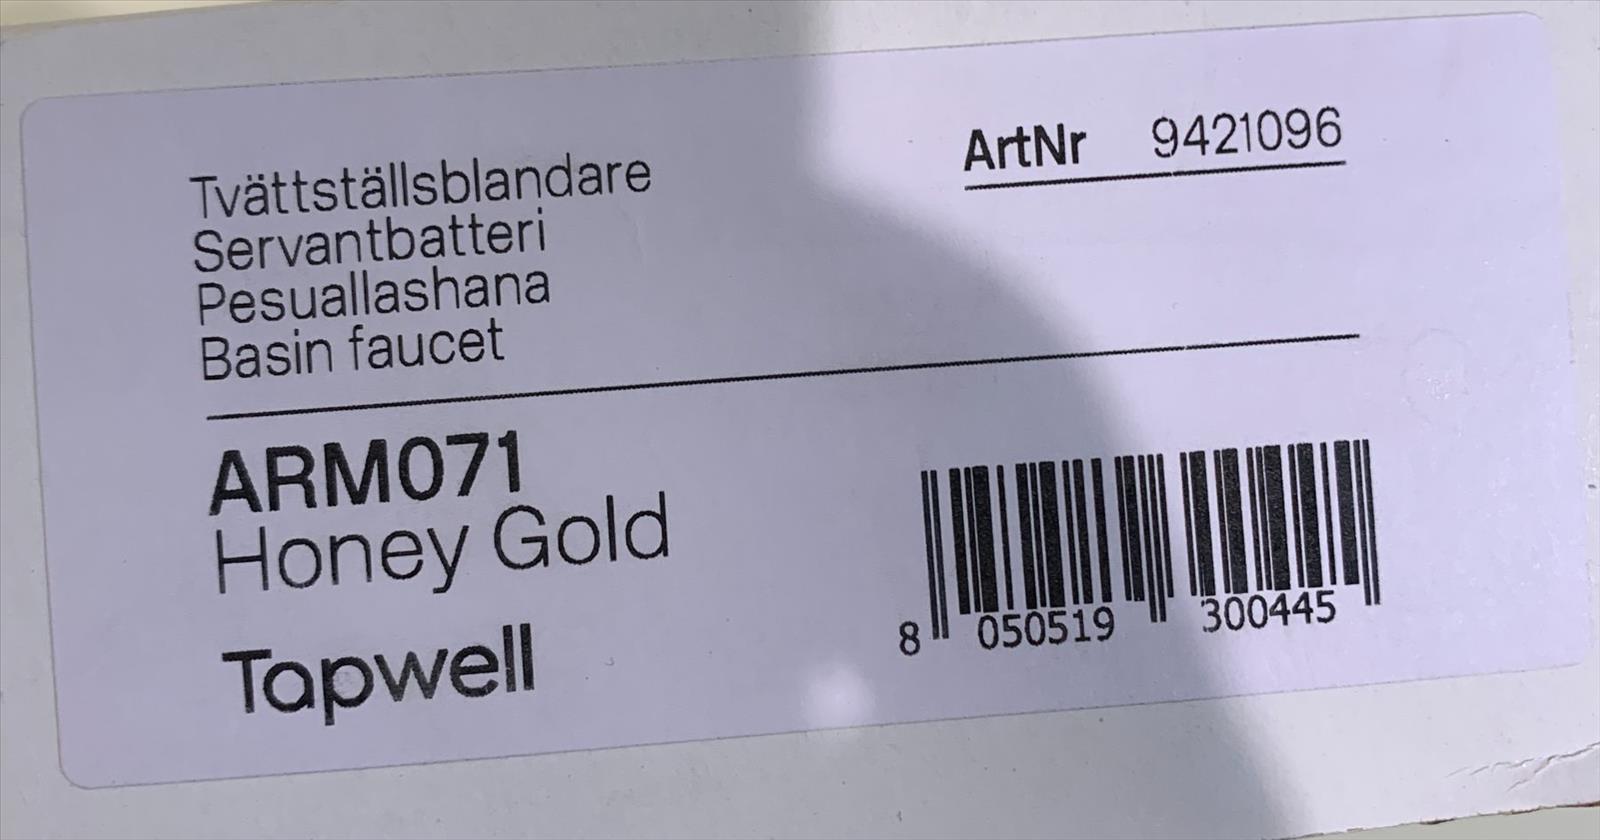 Tvättställsblandare
Servantbatteri
Pesuallashana
Basin faucet
ArtNr 9421096
ARM071
Honey Gold
Tapwell
8 050519 300445